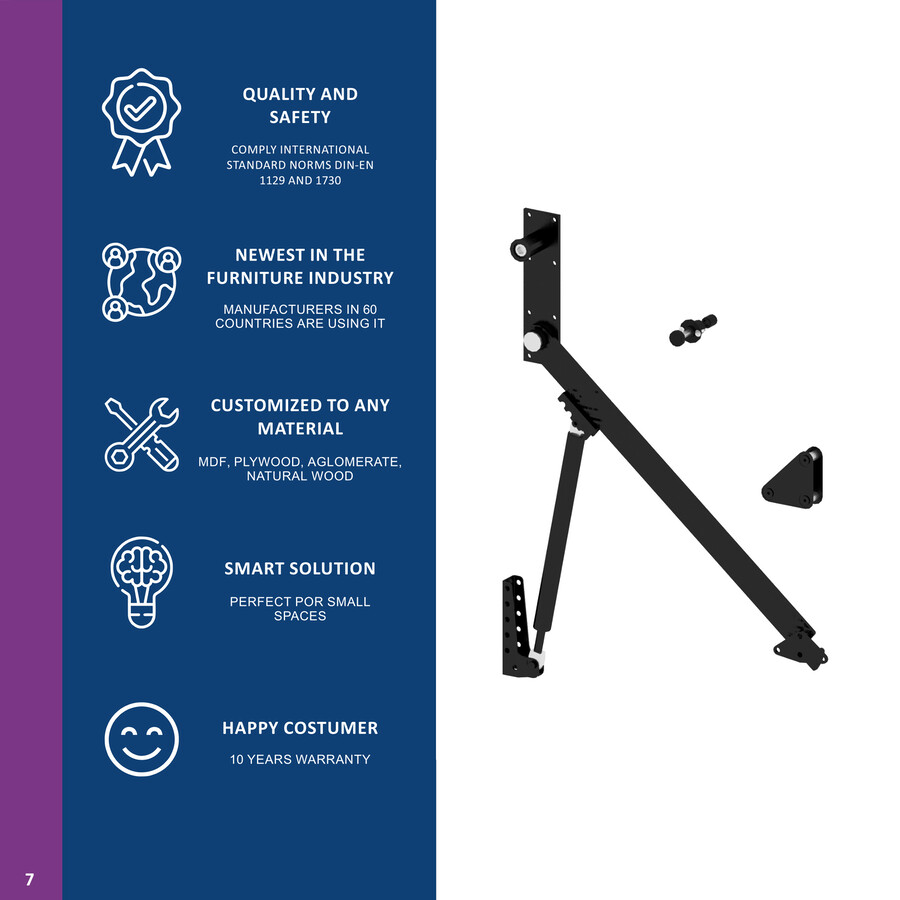 QUALITY AND
SAFETY
COMPLY INTERNATIONAL
STANDARD NORMS DIN-EN
1129 AND 1730
NEWEST IN THE
FURNITURE INDUSTRY
MANUFACTURERS IN 60
COUNTRIES ARE USING IT
CUSTOMIZED TO ANY
MATERIAL
MDF, PLYWOOD, AGLOMERATE,
NATURAL WOOD
SMART SOLUTION
PERFECT POR SMALL
SPACES
HAPPY COSTUMER
10 YEARS WARRANTY
7